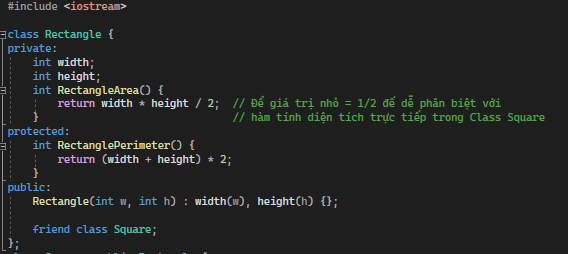 #include <iostream>
class Rectangle {
private:
    int width;
    int height;
    int RectangleArea() {
        return width * height / 2;  // Để giá trị nhỏ = 1/2 để dễ phân biệt với
    }                               // hàm tính diện tích trực tiếp trong Class Square
protected:
    int RectanglePerimeter() {
        return (width + height) * 2;
    }
public:
    Rectangle(int w, int h) : width(w), height(h) {};
    friend class Square;
};